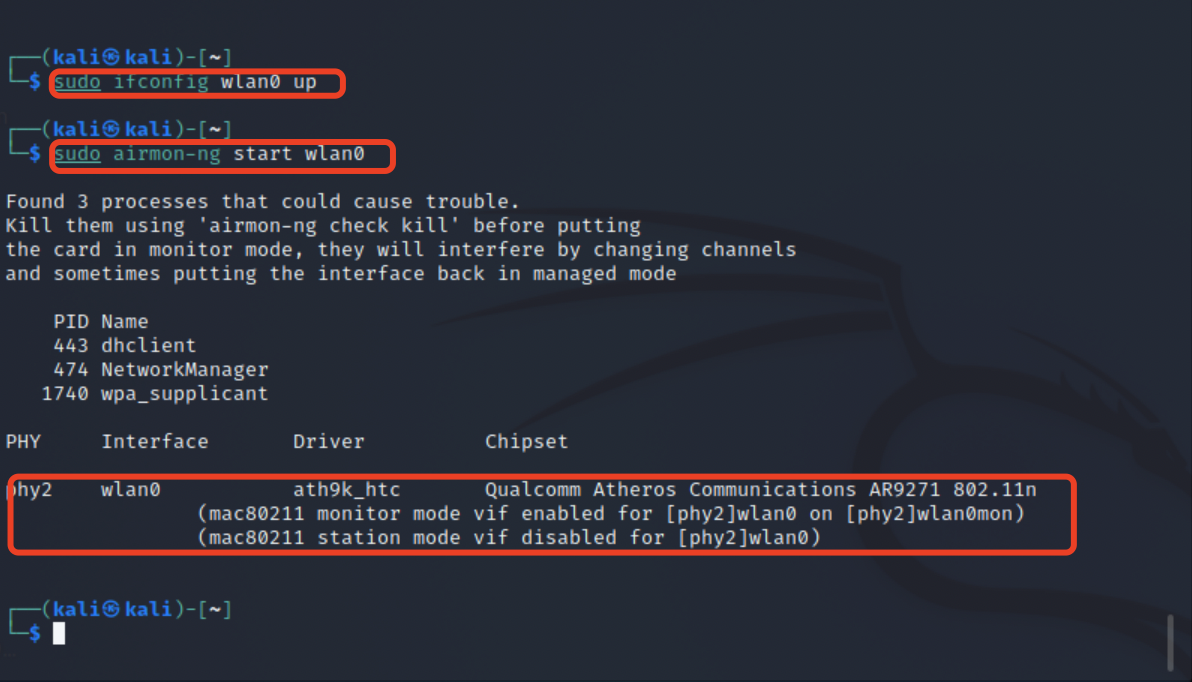 ┌──(kali㉿kali)-[~]
└─$ sudo ifconfig wlan0 up
┌──(kali㉿kali)-[~]
└─$ sudo airmon-ng start wlan0
Found 3 processes that could cause trouble.
Kill them using 'airmon-ng check kill' before putting
the card in monitor mode, they will interfere by changing channels
and sometimes putting the interface back in managed mode
PID Name
443 dhclient
474 NetworkManager
1740 wpa_supplicant
PHY Interface Driver Chipset
phy2 wlan0 ath9k_htc Qualcomm Atheros Communications AR9271 802.11n
(mac80211 monitor mode vif enabled for [phy2]wlan0 on [phy2]wlan0mon)
(mac80211 station mode vif disabled for [phy2]wlan0)
┌──(kali㉿kali)-[~]
└─$